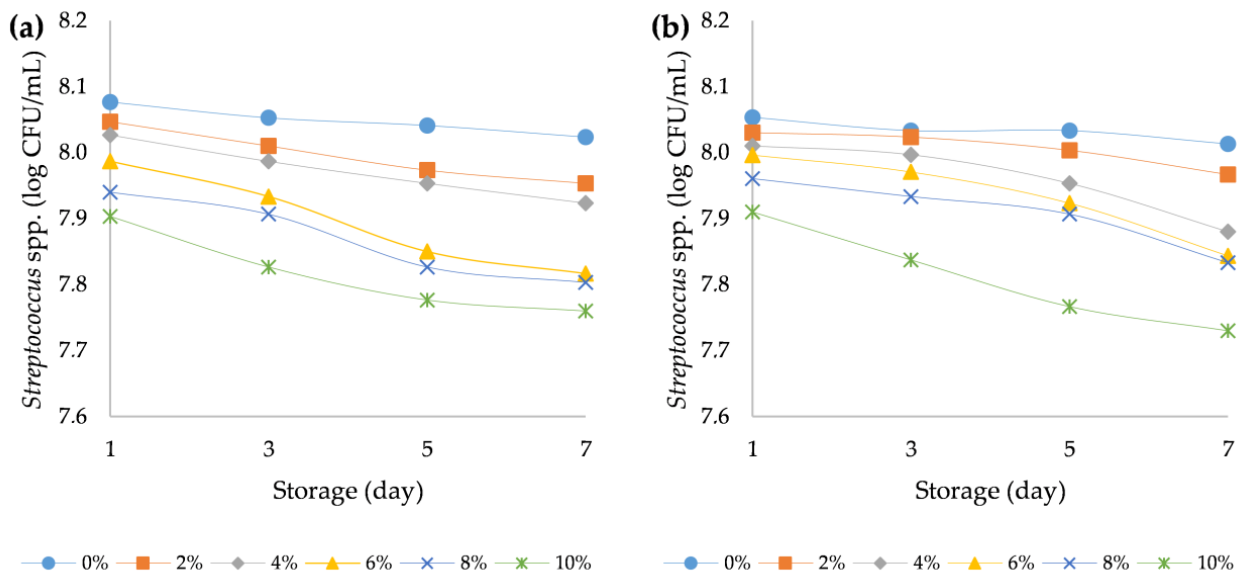 (a)
Streptococcus spp. (log CFU/mL)
8.2
8.1
8.0
7.9
7.8
7.7
7.6
1 3 5 7
Storage (day)
0% 2% 4% 6% 8% 10%
(b)
Streptococcus spp. (log CFU/mL)
8.2
8.1
8.0
7.9
7.8
7.7
7.6
1 3 5 7
Storage (day)
0% 2% 4% 6% 8% 10%